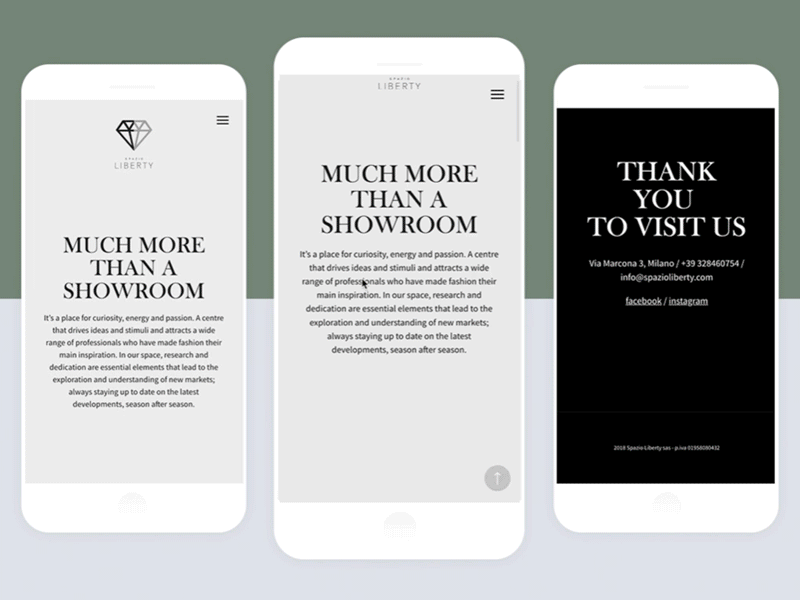 SPAZIO
LIBERTY
MUCH MORE
THAN A
SHOWROOM
It's a place for curiosity, energy and passion. A centre
that drives ideas and stimuli and attracts a wide
range of professionals who have made fashion their
main inspiration. In our space, research and
dedication are essential elements that lead to the
exploration and understanding of new markets;
always staying up to date on the latest
developments, season after season.
SPAZIO
LIBERTY
MUCH MORE
THAN A
SHOWROOM
It's a place for curiosity, energy and passion. A centre
that drives ideas and stimuli and attracts a wide
range of professionals who have made fashion their
main inspiration. In our space, research and
dedication are essential elements that lead to the
exploration and understanding of new markets;
always staying up to date on the latest
developments, season after season.
THANK
YOU
TO VISIT US
Via Marcona 3, Milano / +39 328460754 /
info@spazioliberty.com
facebook / instagram
2018 Spazio Liberty sas - p.iva 01958080432